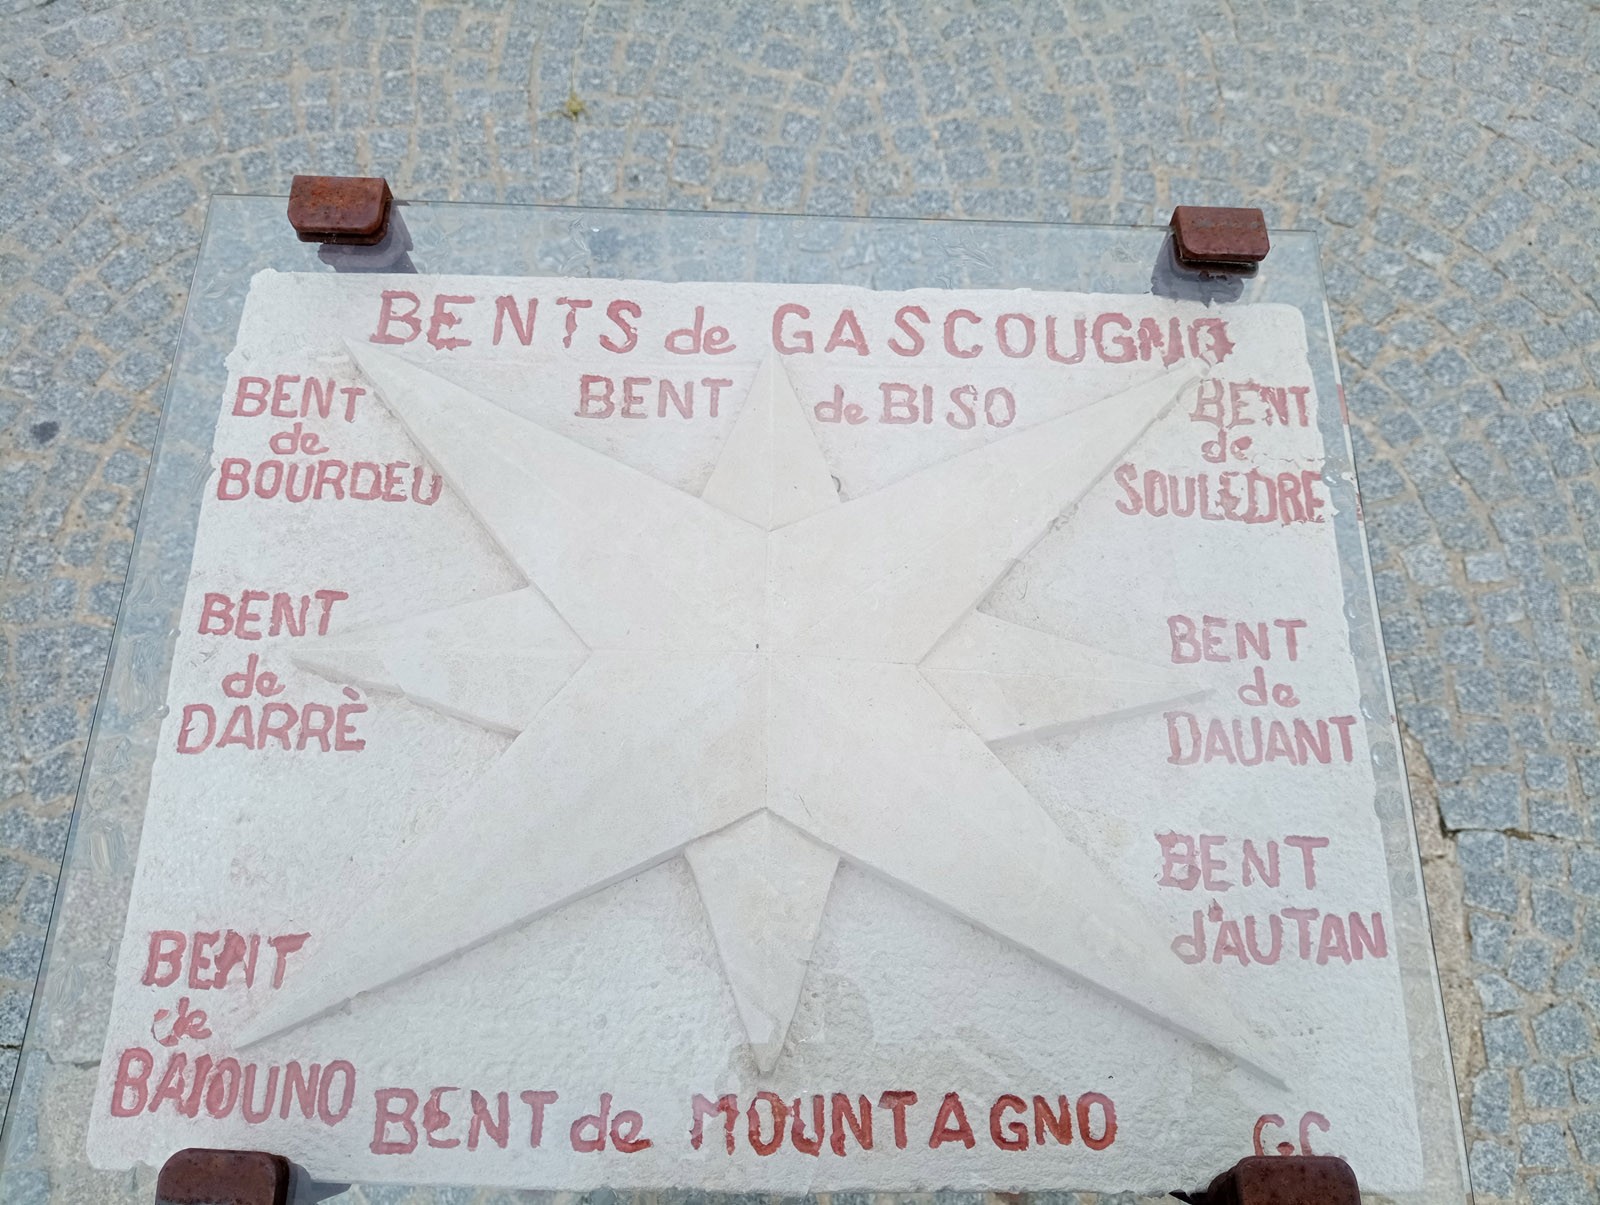 BENTS de GASCOUGNO
BENT de BISO
BENT
de
BOURDEU
BENT
de
SOULEDRE
BENT
de
DARRÈ
BENT
de
DAUANT
BENT
d'AUTAN
BENT
de
BAIOUNO
BENT de MOUNTAGNO
G.C.